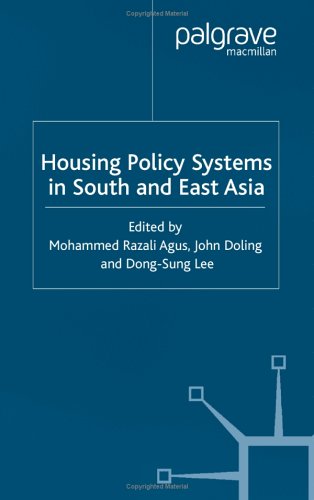 palgrave
macmillan
Housing Policy Systems
in South and East Asia
Edited by
Mohammed Razali Agus, John Doling
and Dong-Sung Lee
Copyrighted Material
Copyrighted Material